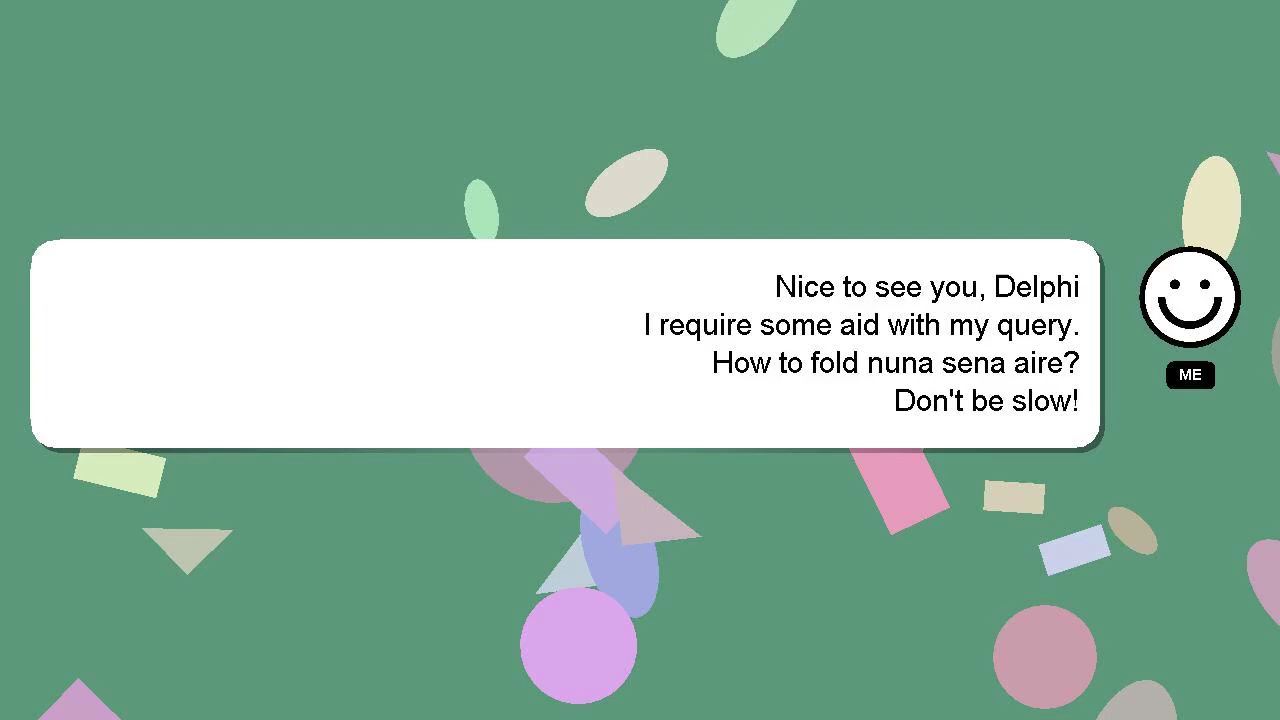 Nice to see you, Delphi
I require some aid with my query.
How to fold nuna sena aire?
Don't be slow!
ME